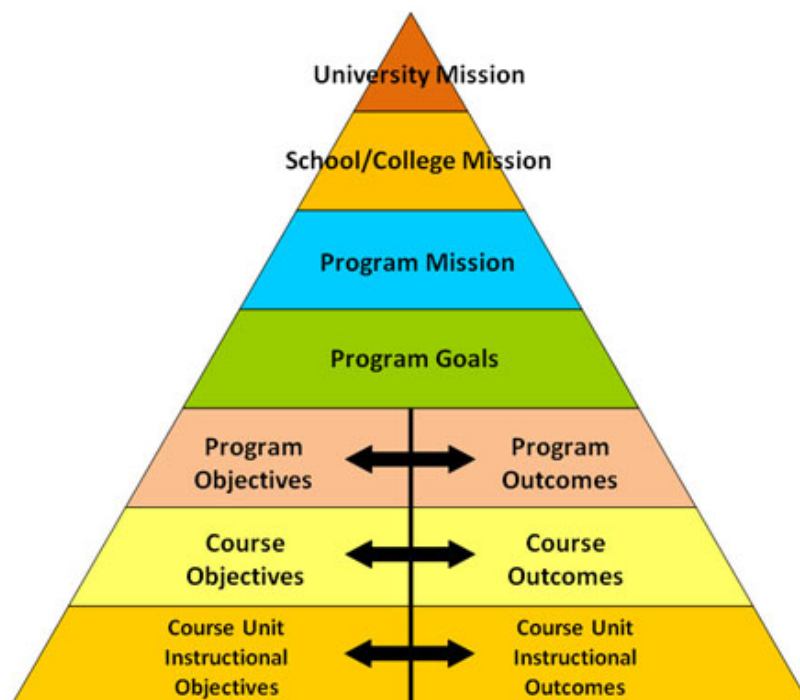 University Mission
School/College Mission
Program Mission
Program Goals
Program
Objectives
Program
Outcomes
Course
Objectives
Course
Outcomes
Course Unit
Instructional
Objectives
Course Unit
Instructional
Outcomes